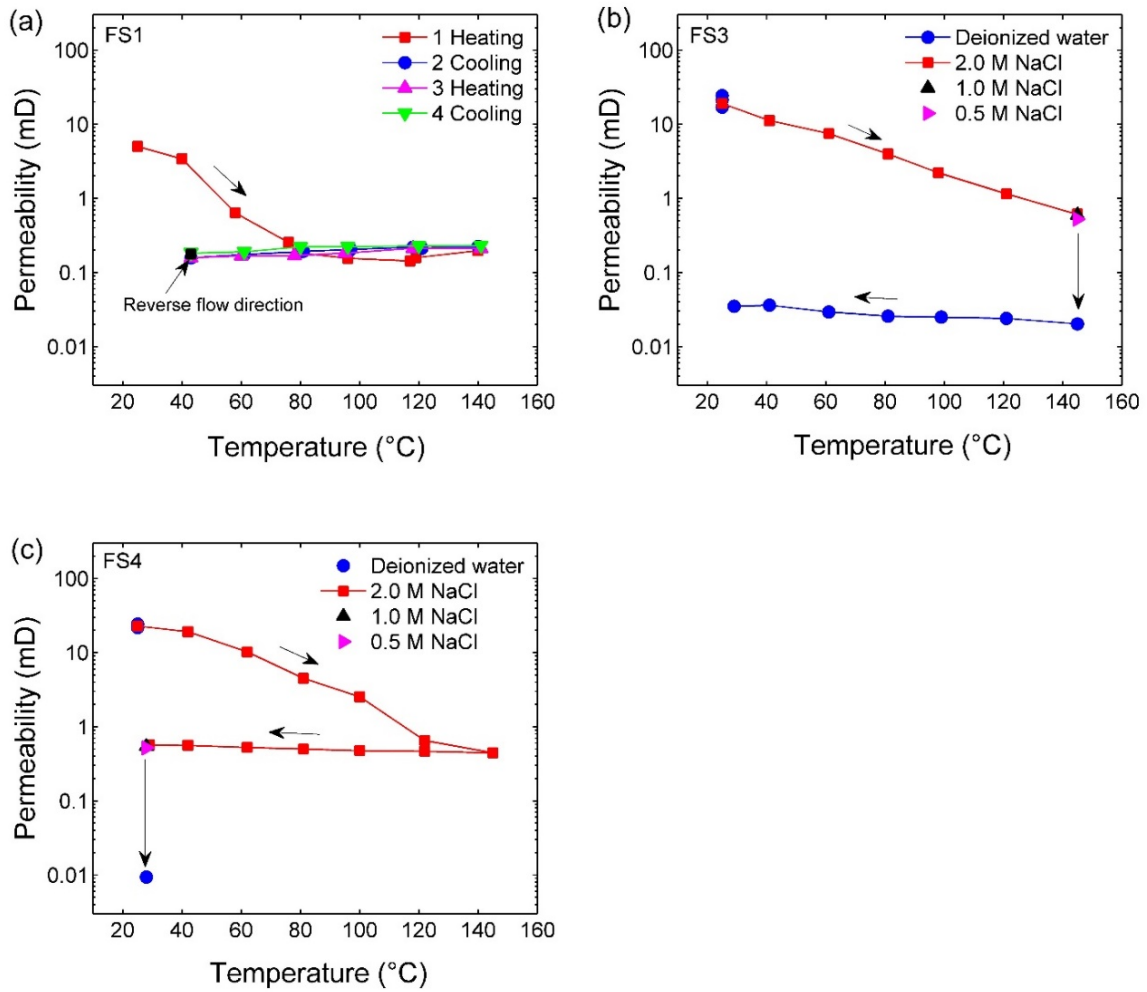 (a)
FS1
1 Heating
2 Cooling
3 Heating
4 Cooling
Reverse flow direction
Permeability (mD)
100
10
1
0.1
0.01
20 40 60 80 100 120 140 160
Temperature (°C)
(b)
FS3
Deionized water
2.0 M NaCl
1.0 M NaCl
0.5 M NaCl
Permeability (mD)
100
10
1
0.1
0.01
20 40 60 80 100 120 140 160
Temperature (°C)
(c)
FS4
Deionized water
2.0 M NaCl
1.0 M NaCl
0.5 M NaCl
Permeability (mD)
100
10
1
0.1
0.01
20 40 60 80 100 120 140 160
Temperature (°C)